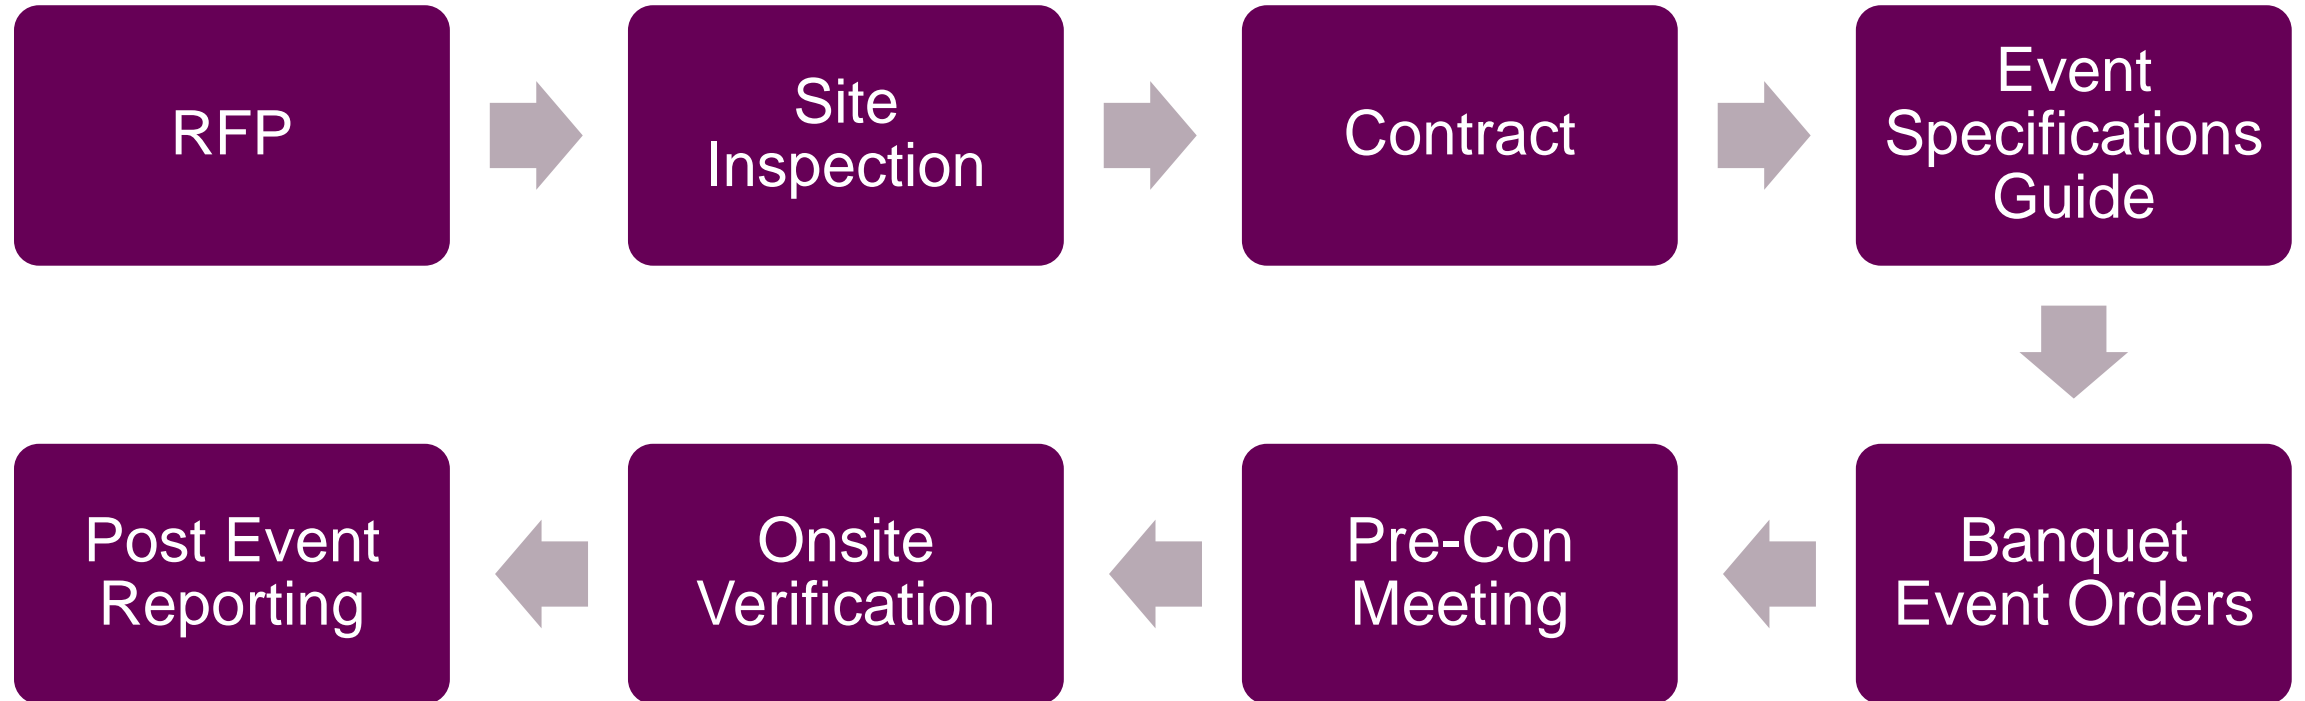 RFP
Site
Inspection
Contract
Event
Specifications
Guide
Banquet
Event Orders
Pre-Con
Meeting
Onsite
Verification
Post Event
Reporting